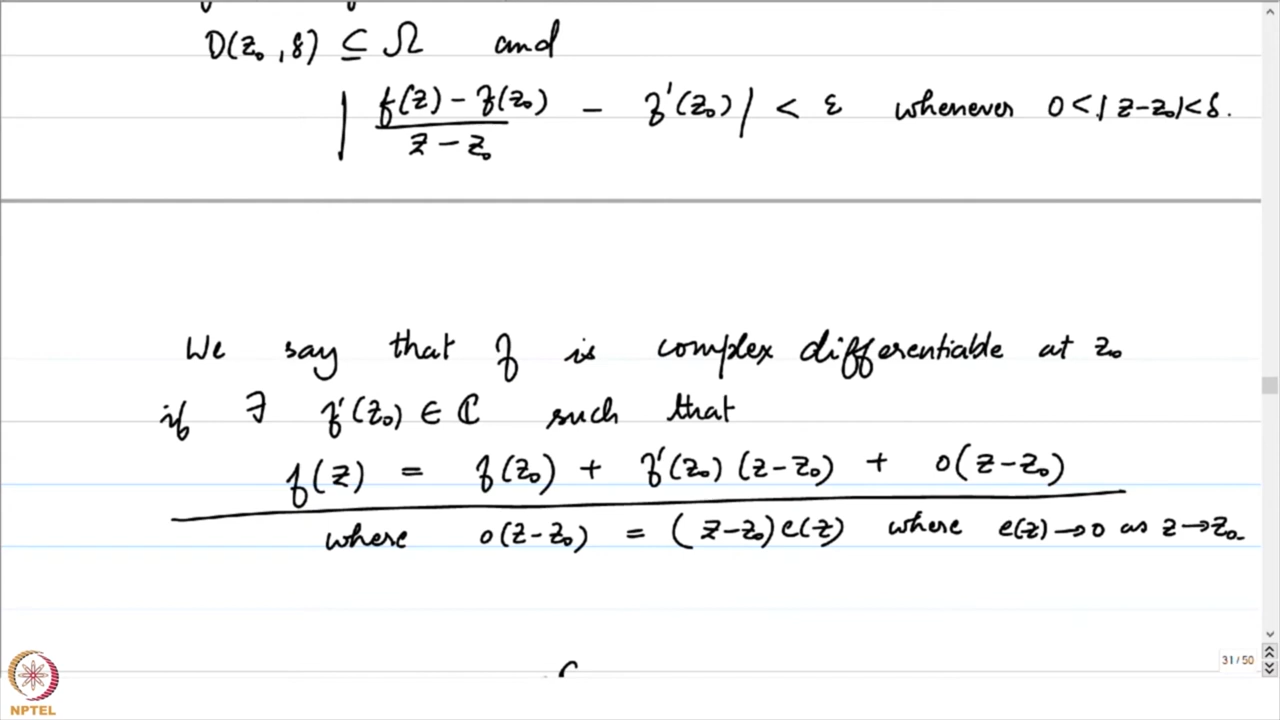 D(z₀, δ) ⊆ Ω and
| (f(z) − f(z₀))/(z − z₀) − f'(z₀) | < ε whenever 0 < |z − z₀| < δ.
We say that f is complex differentiable at z₀
if ∃ f'(z₀) ∈ ℂ such that
f(z) = f(z₀) + f'(z₀) (z − z₀) + o(z − z₀)
where o(z − z₀) = (z − z₀) e(z) where e(z) → 0 as z → z₀.
31 / 50
NPTEL